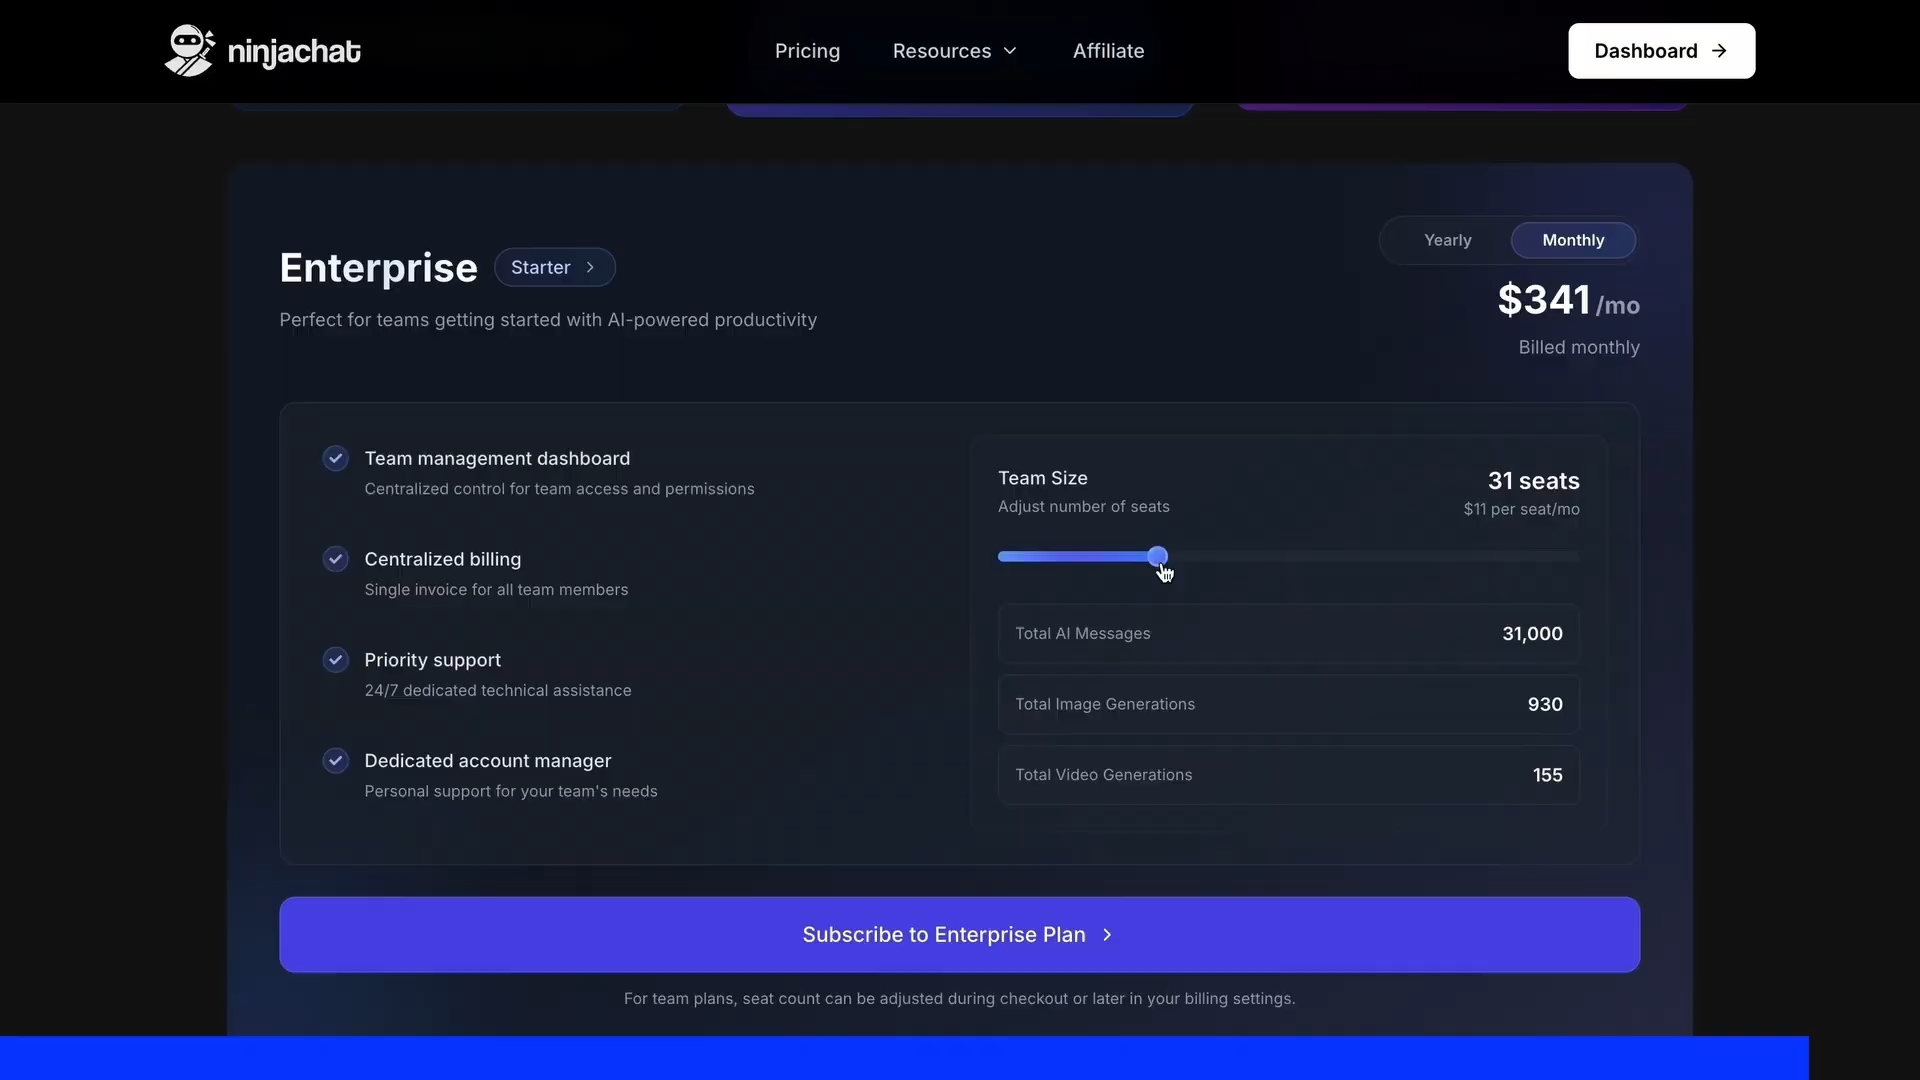 ninjachat
Pricing
Resources
Affiliate
Dashboard
Enterprise
Starter
Perfect for teams getting started with AI-powered productivity
Yearly
Monthly
$341 /mo
Billed monthly
Team management dashboard
Centralized control for team access and permissions
Centralized billing
Single invoice for all team members
Priority support
24/7 dedicated technical assistance
Dedicated account manager
Personal support for your team's needs
Team Size
Adjust number of seats
31 seats
$11 per seat/mo
Total AI Messages
31,000
Total Image Generations
930
Total Video Generations
155
Subscribe to Enterprise Plan
For team plans, seat count can be adjusted during checkout or later in your billing settings.